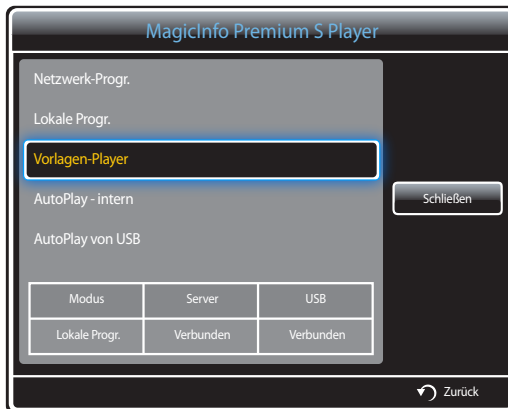 MagicInfo Premium S Player
Netzwerk-Progr.
Lokale Progr.
Vorlagen-Player
AutoPlay - intern
AutoPlay von USB
Schließen
Modus Server USB
Lokale Progr. Verbunden Verbunden
Zurück